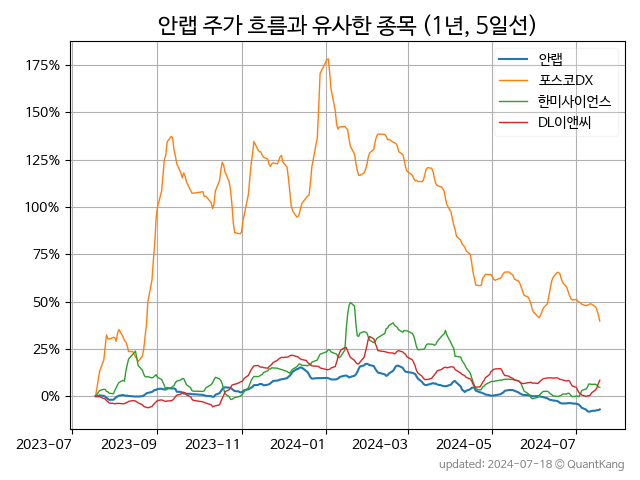 안랩 주가 흐름과 유사한 종목 (1년, 5일선)
안랩
포스코DX
한미사이언스
DL이앤씨
175%
150%
125%
100%
75%
50%
25%
0%
2023-07 2023-09 2023-11 2024-01 2024-03 2024-05 2024-07
updated: 2024-07-18 @ QuantKang